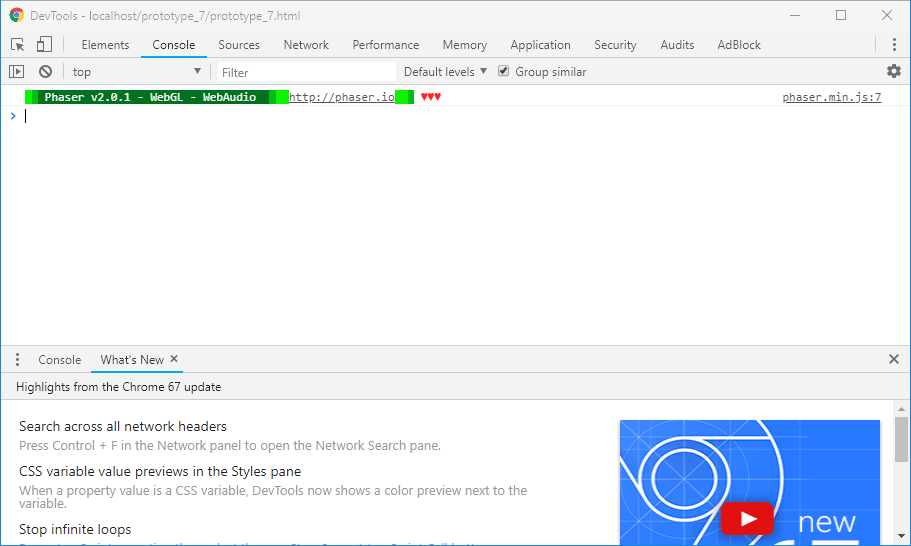 DevTools - localhost/prototype_7/prototype_7.html
Elements Console Sources Network Performance Memory Application Security Audits AdBlock
top Filter Default levels Group similar
Phaser v2.0.1 - WebGL - WebAudio http://phaser.io ♥♥♥ phaser.min.js:7
Console What's New
Highlights from the Chrome 67 update
Search across all network headers
Press Control + F in the Network panel to open the Network Search pane.
CSS variable value previews in the Styles pane
When a property value is a CSS variable, DevTools now shows a color preview next to the
variable.
Stop infinite loops
new